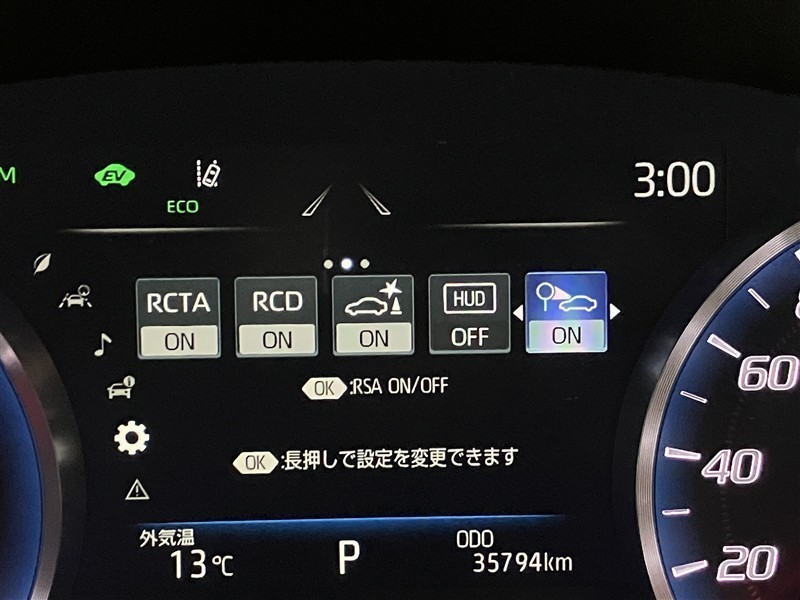 M EV 3:00
ECO
RCTA RCD HUD
ON ON ON OFF ON
OK :RSA ON/OFF
OK :長押しで設定を変更できます
外気温 ODO
13℃ P 35794km
60
40
20